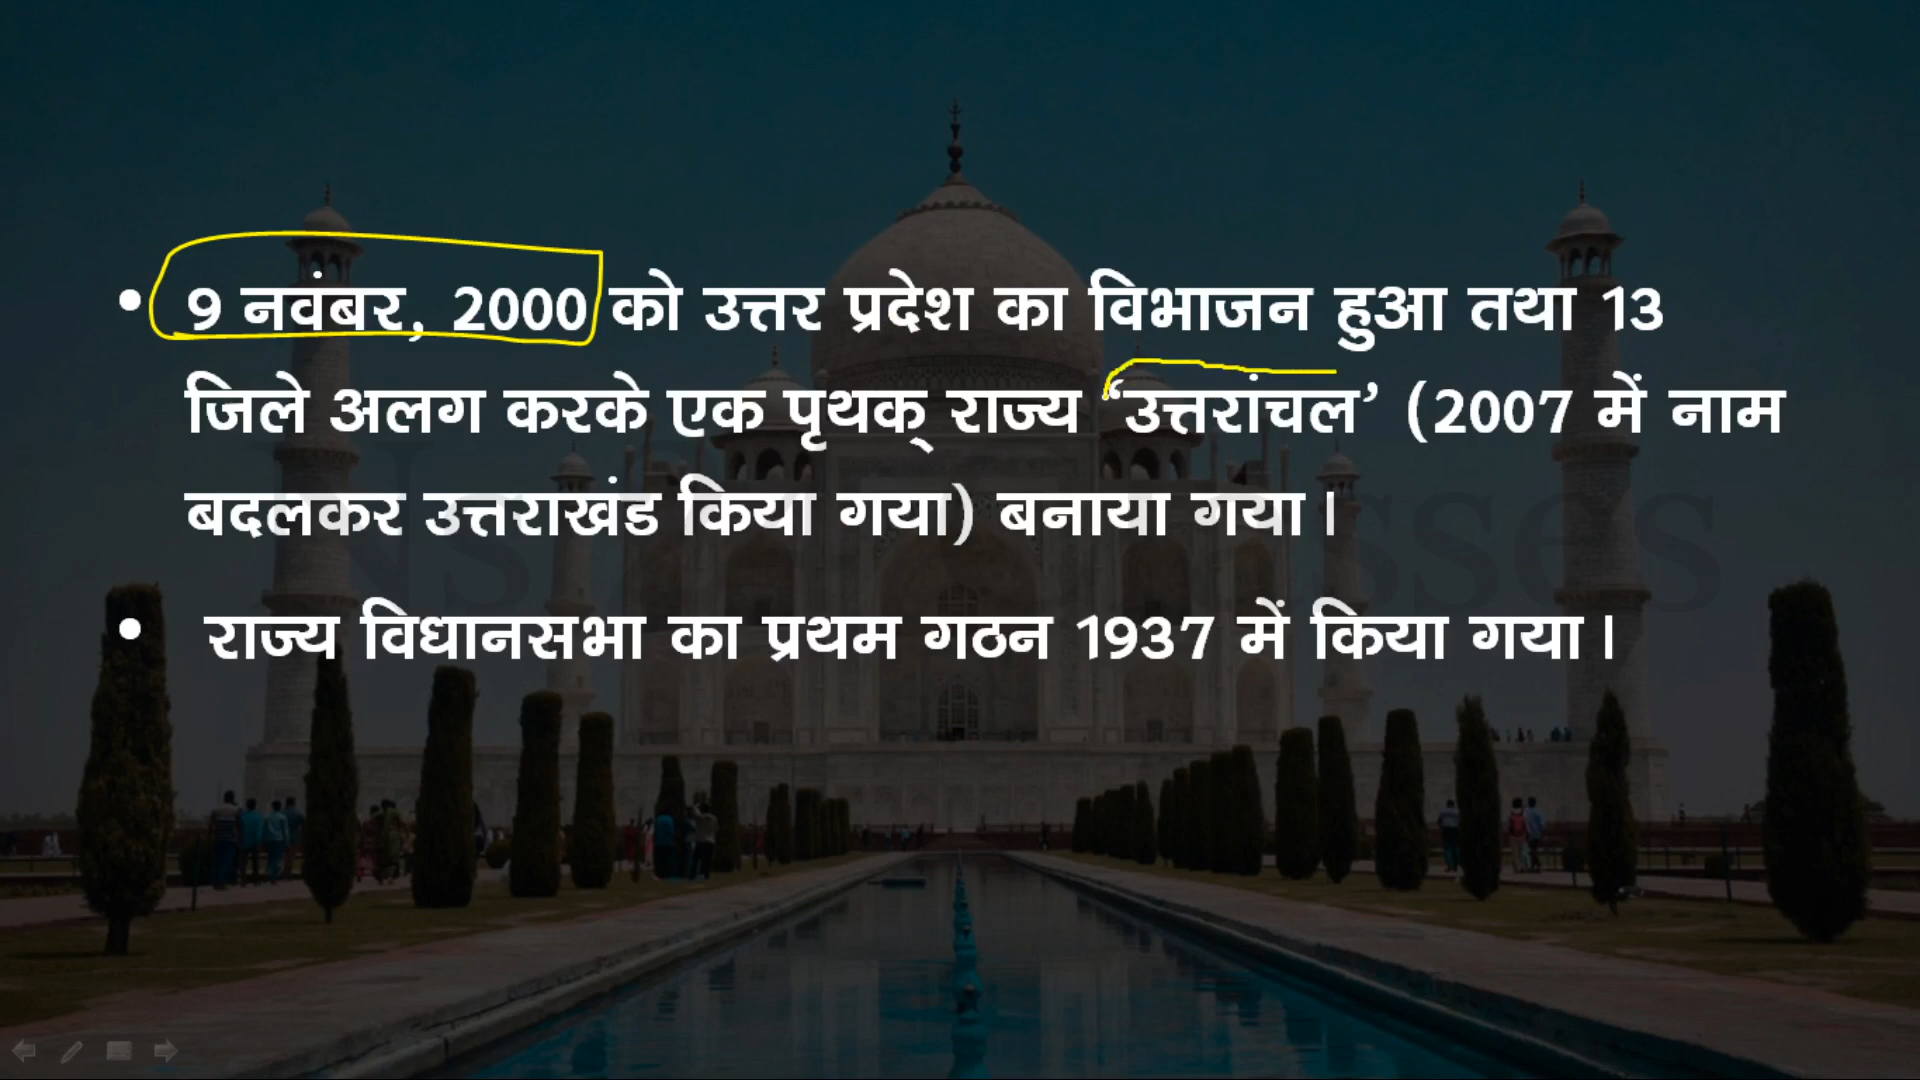 • 9 नवंबर, 2000 को उत्तर प्रदेश का विभाजन हुआ तथा 13
जिले अलग करके एक पृथक् राज्य ‘उत्तरांचल’ (2007 में नाम
बदलकर उत्तराखंड किया गया) बनाया गया।
• राज्य विधानसभा का प्रथम गठन 1937 में किया गया।